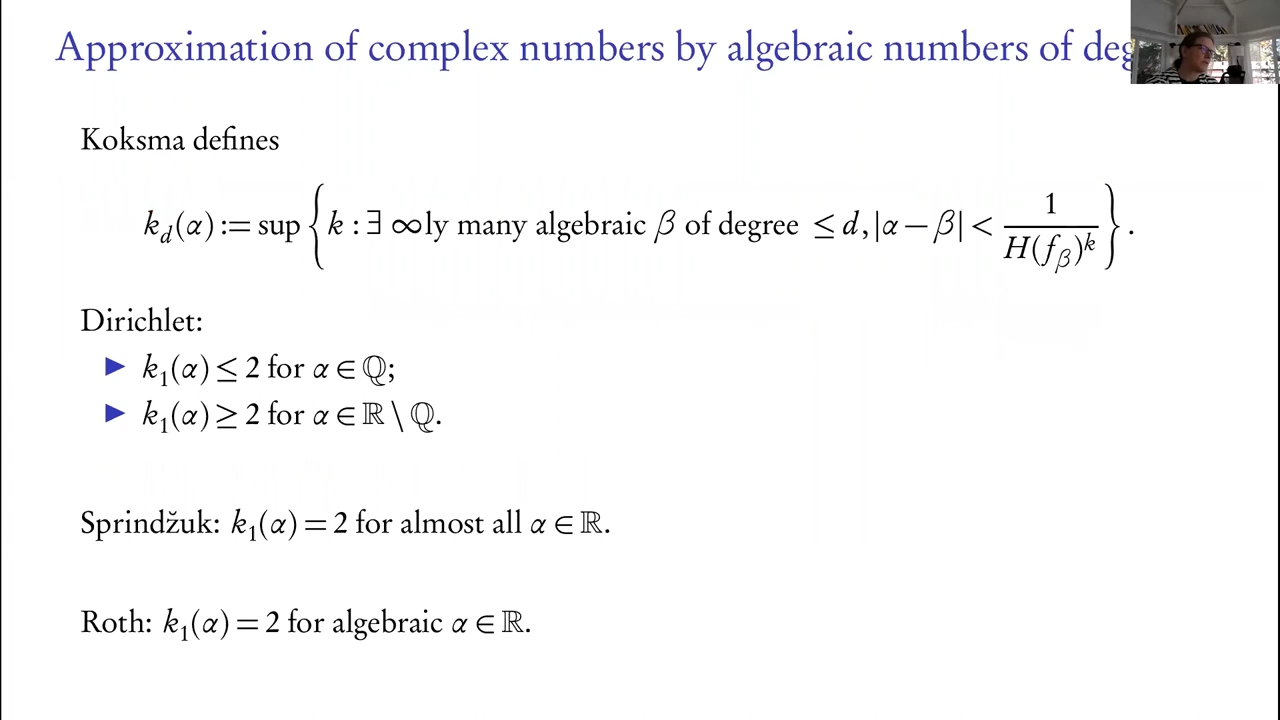 Approximation of complex numbers by algebraic numbers of deg
Koksma defines
k_d(α) := sup { k : ∃ ∞ly many algebraic β of degree ≤ d, |α − β| < 1 / H(f_β)^k }.
Dirichlet:
▶ k_1(α) ≤ 2 for α ∈ ℚ;
▶ k_1(α) ≥ 2 for α ∈ ℝ \ ℚ.
Sprindžuk: k_1(α) = 2 for almost all α ∈ ℝ.
Roth: k_1(α) = 2 for algebraic α ∈ ℝ.